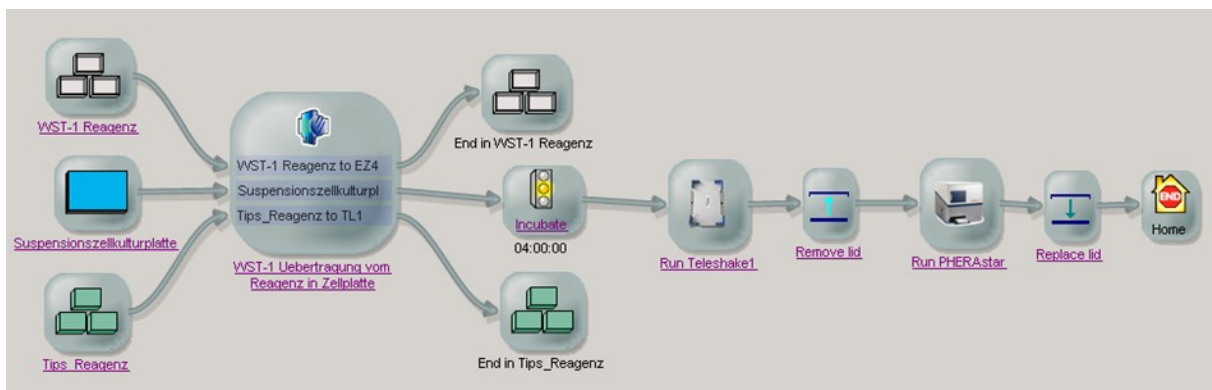 WST-1 Reagenz
Suspensionszellkulturplatte
Tips_Reagenz
WST-1 Reagenz to EZ4
Suspensionszellkulturpl
Tips_Reagenz to TL1
WST-1 Uebertragung vom
Reagenz in Zellplatte
End in WST-1 Reagenz
Incubate
04:00:00
End in Tips_Reagenz
Run Teleshake1
Remove lid
Run PHERAstar
Replace lid
END
Home